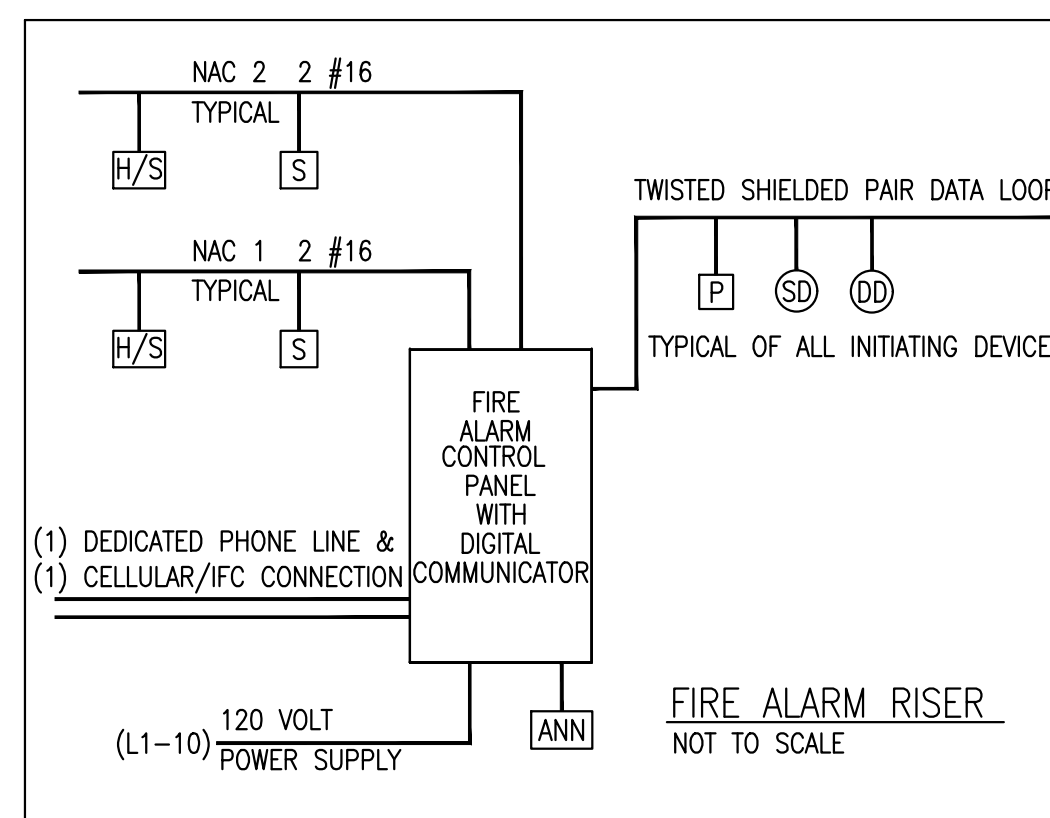 NAC 2 2 #16
TYPICAL
H/S
S
NAC 1 2 #16
TYPICAL
H/S
S
TWISTED SHIELDED PAIR DATA LOOP
P
SD
DD
TYPICAL OF ALL INITIATING DEVICE
FIRE
ALARM
CONTROL
PANEL
WITH
DIGITAL
COMMUNICATOR
(1) DEDICATED PHONE LINE &
(1) CELLULAR/IFC CONNECTION
(L1-10)
120 VOLT
POWER SUPPLY
ANN
FIRE ALARM RISER
NOT TO SCALE